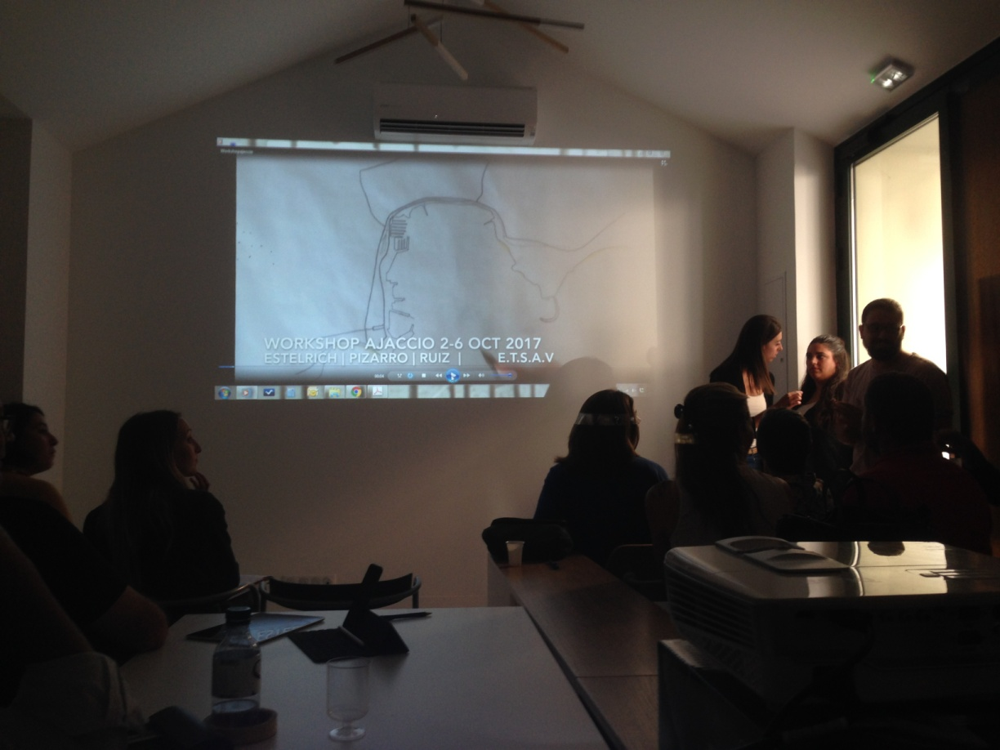 WORKSHOP AJACCIO 2-6 OCT 2017
ESTELRICH | PIZARRO | RUIZ | E.T.S.A.V